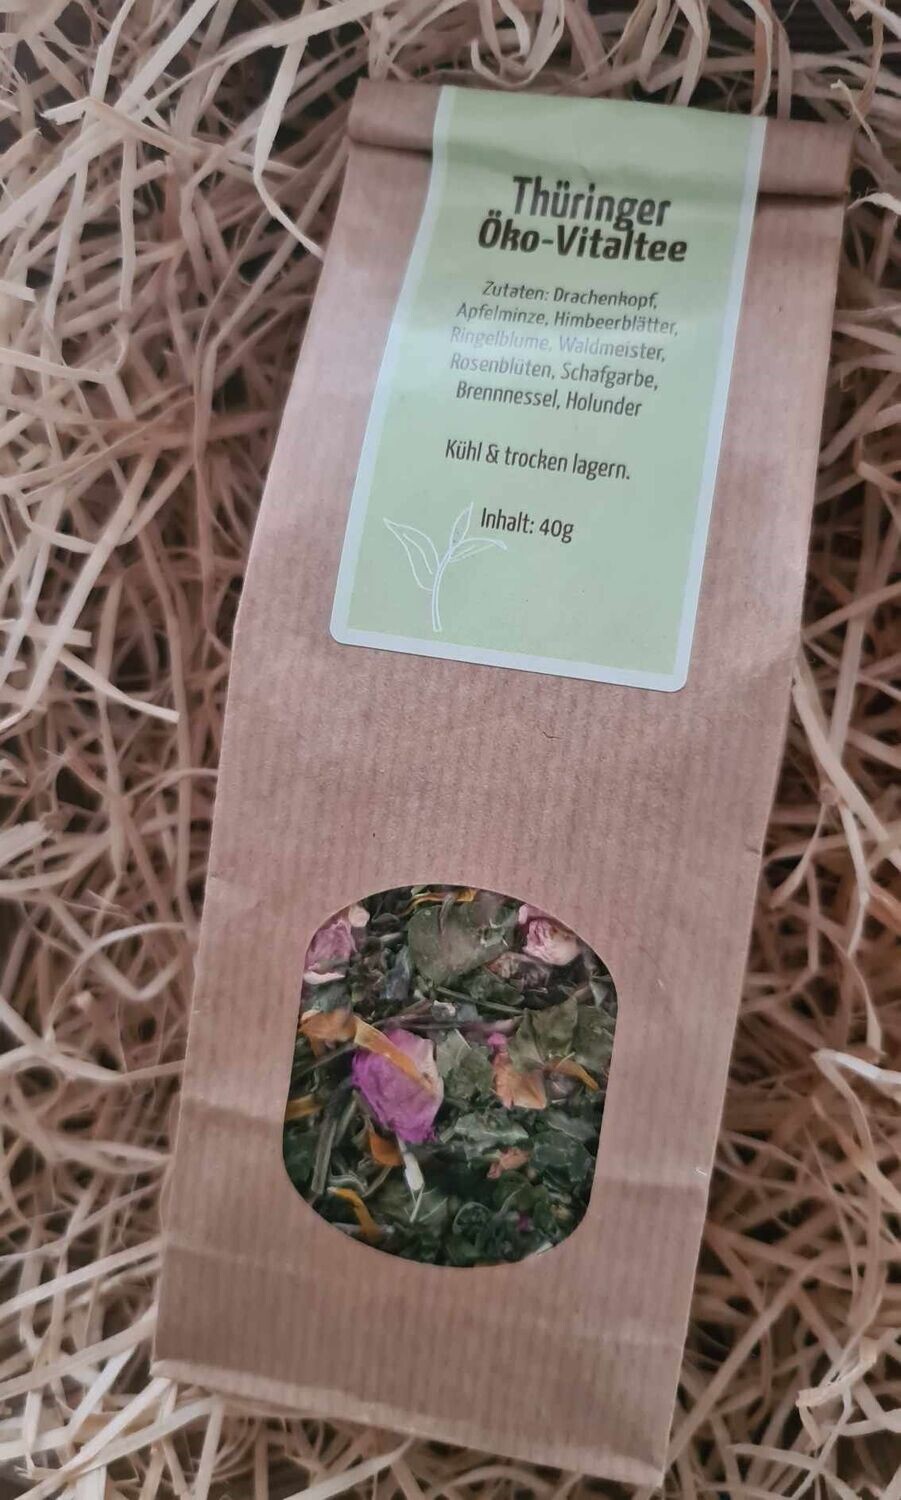 Thüringer
Öko-Vitaltee
Zutaten: Drachenkopf,
Apfelminze, Himbeerblätter,
Ringelblume, Waldmeister,
Rosenblüten, Schafgarbe,
Brennnessel, Holunder
Kühl & trocken lagern.
Inhalt: 40g